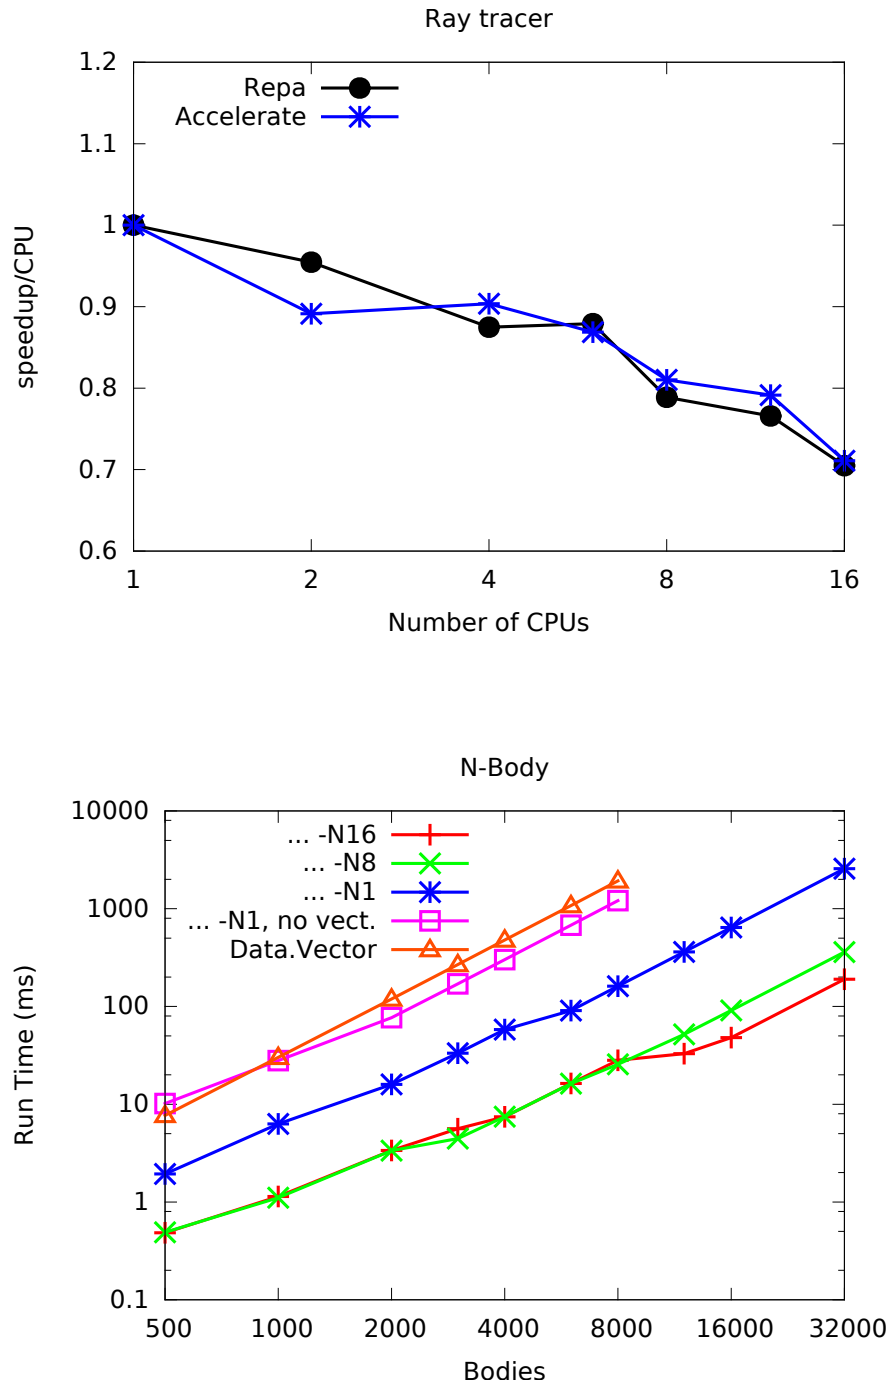 Ray tracer
1.2
1.1
1
0.9
0.8
0.7
0.6
speedup/CPU
Repa
Accelerate
1 2 4 8 16
Number of CPUs
N-Body
10000
1000
100
10
1
0.1
Run Time (ms)
... -N16
... -N8
... -N1
... -N1, no vect.
Data.Vector
500 1000 2000 4000 8000 16000 32000
Bodies